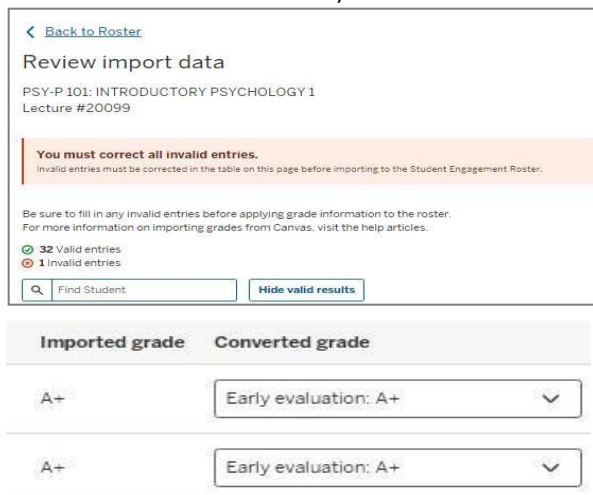 Back to Roster
Review import data
PSY-P 101: INTRODUCTORY PSYCHOLOGY 1
Lecture #20099
You must correct all invalid entries.
Invalid entries must be corrected in the table on this page before importing to the Student Engagement Roster.
Be sure to fill in any invalid entries before applying grade information to the roster.
For more information on importing grades from Canvas, visit the help articles.
32 Valid entries
1 Invalid entries
Find Student Hide valid results
Imported grade Converted grade
A+ Early evaluation: A+
A+ Early evaluation: A+